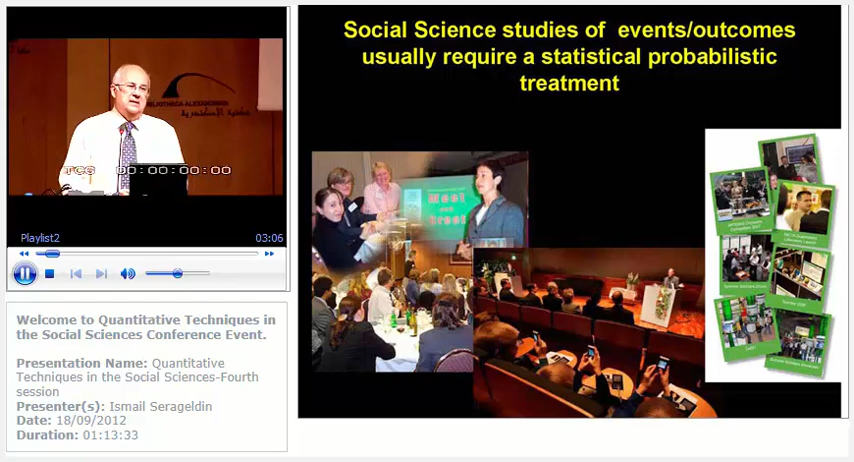 BIBLIOTHECA ALEXANDRINA
مكتبة الإسكندرية
TCG 00:00:00:00
Playlist2 03:06
Welcome to Quantitative Techniques in
the Social Sciences Conference Event.
Presentation Name: Quantitative
Techniques in the Social Sciences-Fourth
session
Presenter(s): Ismail Serageldin
Date: 18/09/2012
Duration: 01:13:33
Social Science studies of events/outcomes
usually require a statistical probabilistic
treatment
Meet
and
Greet